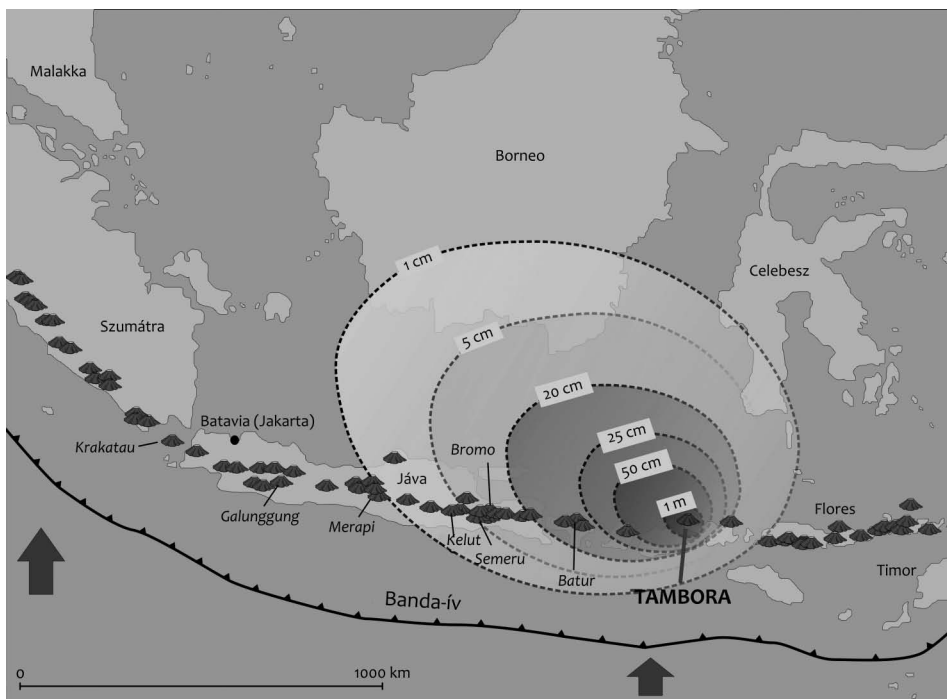 Malakka
Borneo
1 cm
Celebesz
Szumátra
5 cm
20 cm
Batavia (Jakarta)
Krakatau
25 cm
Bromo
50 cm
Jáva
1 m
Galunggung
Merapi
Flores
Kelut
Semeru
Batur
Timor
TAMBORA
Banda-ív
0
1000 km